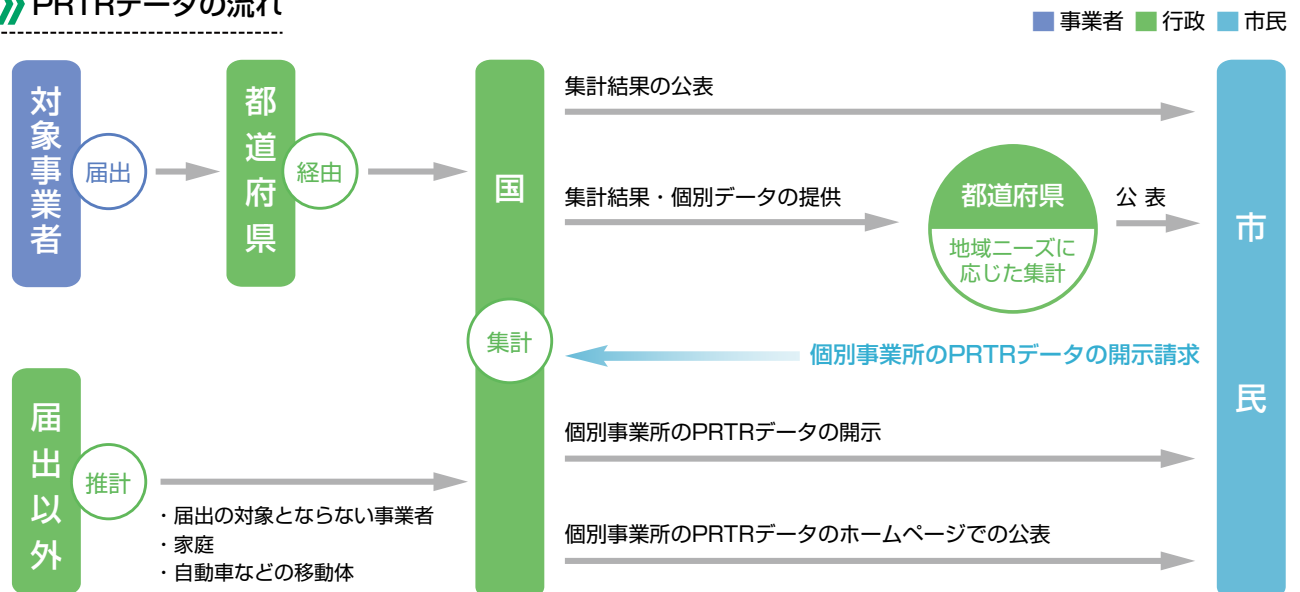 PRTRデータの流れ
事業者 行政 市民
対象事業者
届出
都道府県
経由
国
集計
集計結果の公表
集計結果・個別データの提供
都道府県
地域ニーズに
応じた集計
公 表
市民
個別事業所のPRTRデータの開示請求
個別事業所のPRTRデータの開示
個別事業所のPRTRデータのホームページでの公表
届出以外
推計
・届出の対象とならない事業者
・家庭
・自動車などの移動体